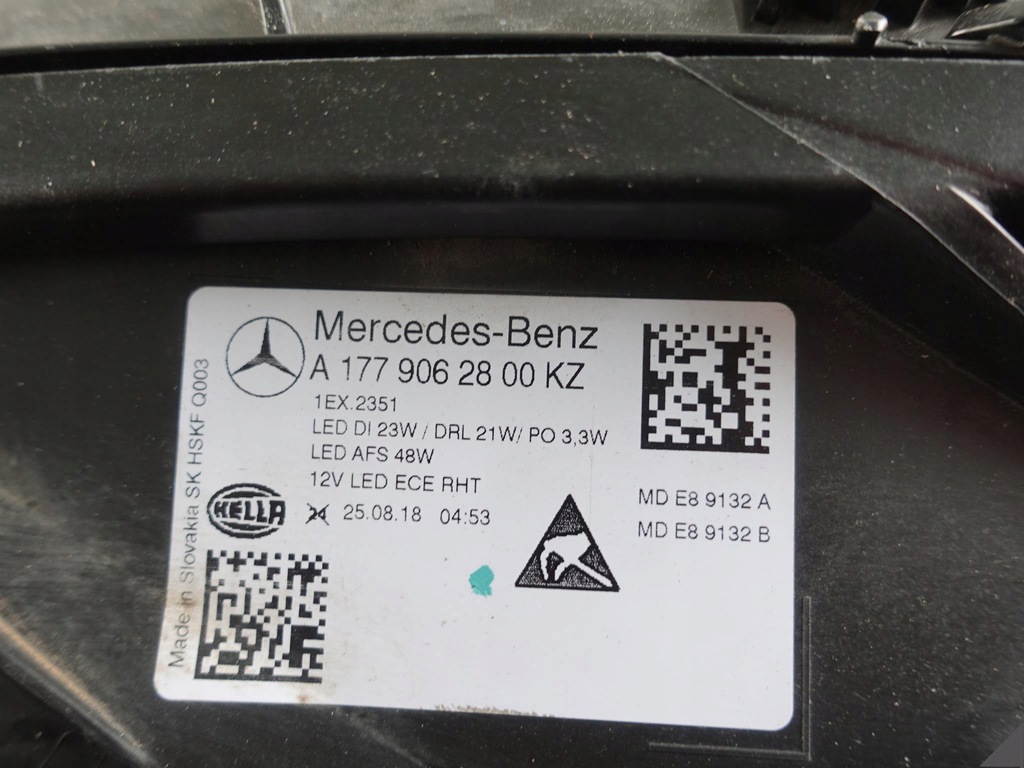 Mercedes-Benz
A 177 906 28 00 KZ
1EX.2351
LED DI 23W / DRL 21W/ PO 3,3W
LED AFS 48W
12V LED ECE RHT
HELLA
24 25.08.18 04:53
MD E8 9132 A
MD E8 9132 B
Made in Slovakia SK HSKF Q003